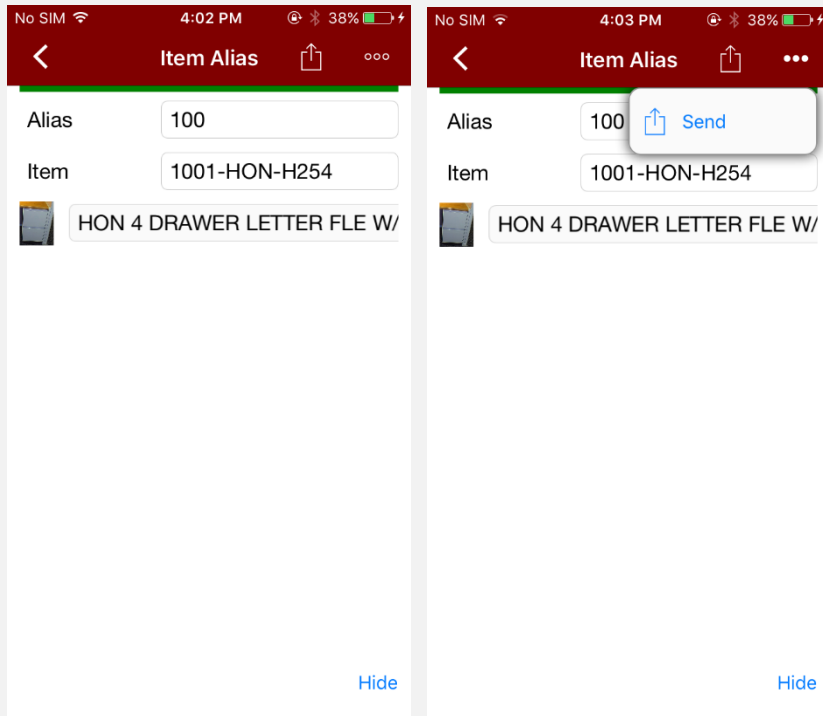 No SIM 4:02 PM 38%
Item Alias
Alias 100
Item 1001-HON-H254
HON 4 DRAWER LETTER FLE W/
Hide
No SIM 4:03 PM 38%
Item Alias
Send
Alias 100
Item 1001-HON-H254
HON 4 DRAWER LETTER FLE W/
Hide